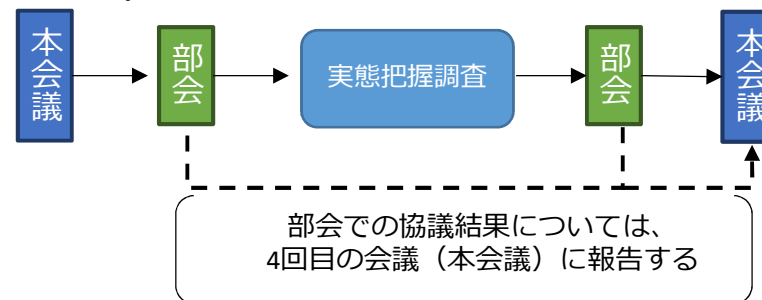 本会議
部会
実態把握調査
部会
本会議
部会での協議結果については、
4回目の会議（本会議）に報告する